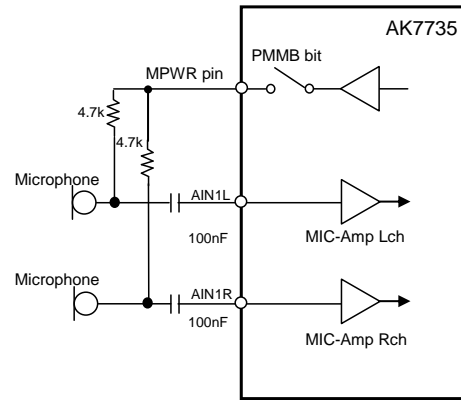 AK7735
PMMB bit
MPWR pin
4.7k
4.7k
Microphone
AIN1L
100nF
MIC-Amp Lch
Microphone
AIN1R
100nF
MIC-Amp Rch